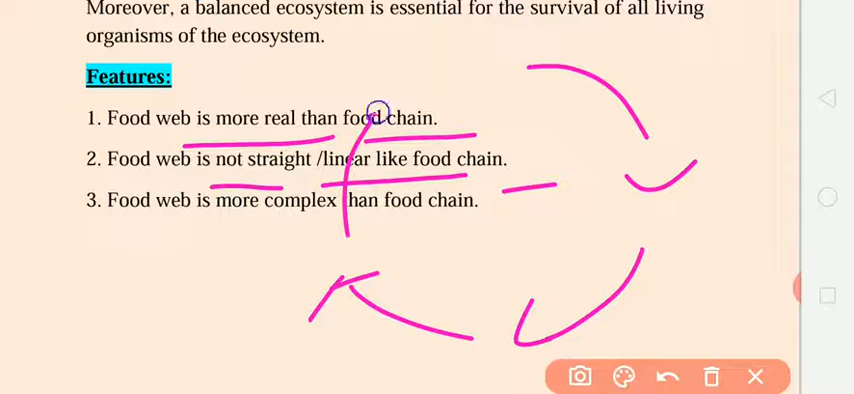 Moreover, a balanced ecosystem is essential for the survival of all living
organisms of the ecosystem.
Features:
1. Food web is more real than food chain.
2. Food web is not straight /linear like food chain.
3. Food web is more complex than food chain.